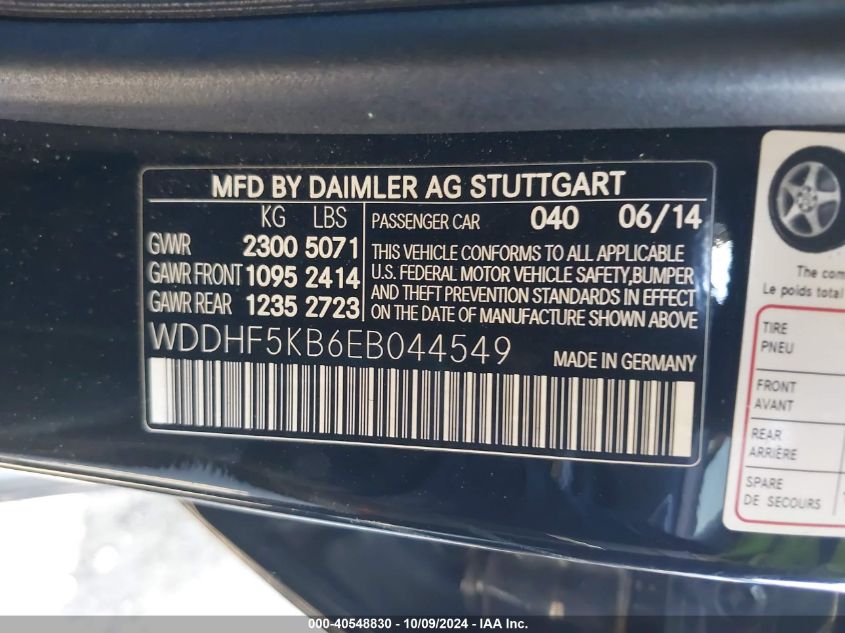 MFD BY DAIMLER AG STUTTGART
KG LBS
GVWR 2300 5071
GAWR FRONT 1095 2414
GAWR REAR 1235 2723
PASSENGER CAR 040 06/14
THIS VEHICLE CONFORMS TO ALL APPLICABLE
U.S. FEDERAL MOTOR VEHICLE SAFETY,BUMPER
AND THEFT PREVENTION STANDARDS IN EFFECT
ON THE DATE OF MANUFACTURE SHOWN ABOVE
WDDHF5KB6EB044549
MADE IN GERMANY
The com
Le poids total
TIRE
PNEU
FRONT
AVANT
REAR
ARRIÈRE
SPARE
DE SECOURS
000-40548830 - 10/09/2024 - IAA, LLC.